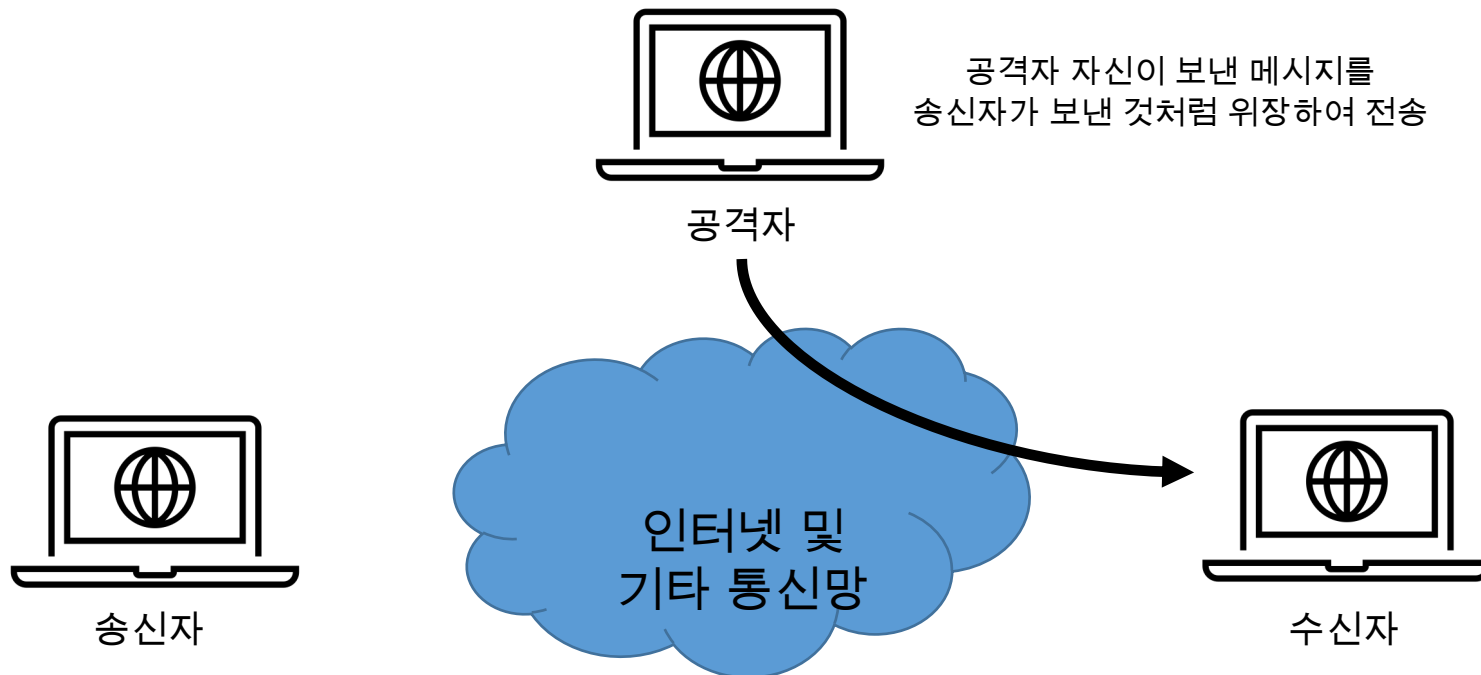 공격자 자신이 보낸 메시지를
송신자가 보낸 것처럼 위장하여 전송
공격자
인터넷 및
기타 통신망
송신자
수신자